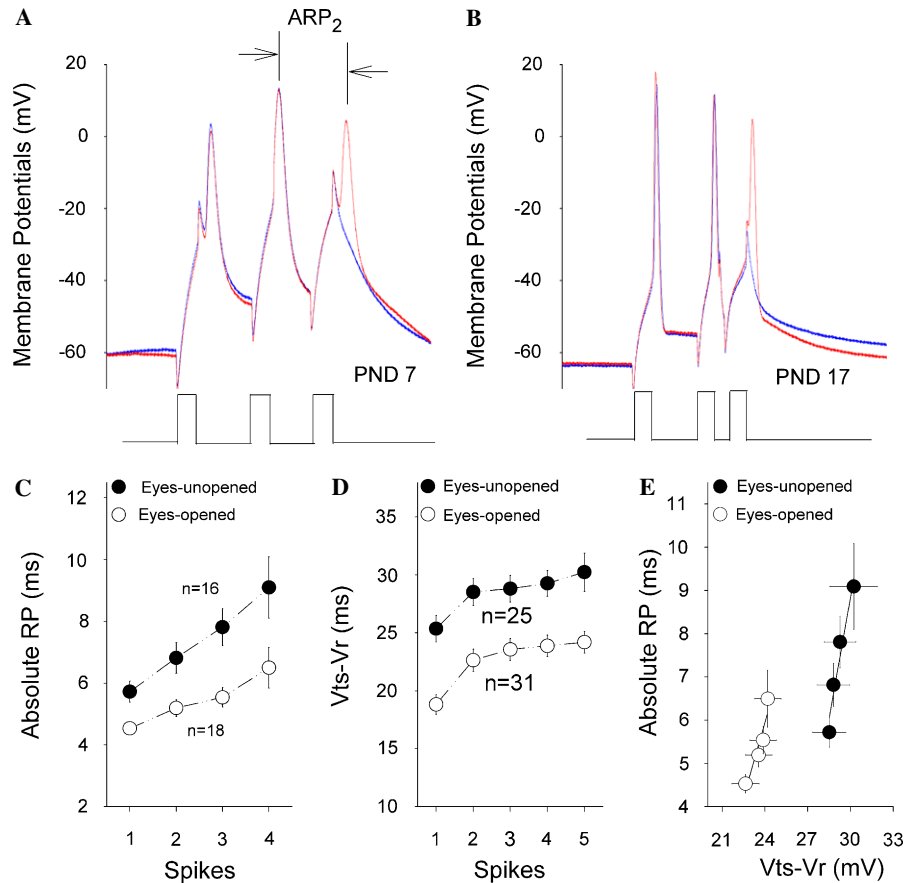 A
ARP2
B
20
0
-20
-40
-60
Membrane Potentials (mV)
PND 7
20
0
-20
-40
-60
Membrane Potentials (mV)
PND 17
C
Eyes-unopened
Eyes-opened
12
10
8
6
4
2
Absolute RP (ms)
n=16
n=18
1 2 3 4
Spikes
D
Eyes-unopened
Eyes-opened
35
30
25
20
15
10
Vts-Vr (ms)
n=25
n=31
1 2 3 4 5
Spikes
E
Eyes-unopened
Eyes-opened
11
10
9
8
7
6
5
4
Absolute RP (ms)
21 24 27 30 33
Vts-Vr (mV)